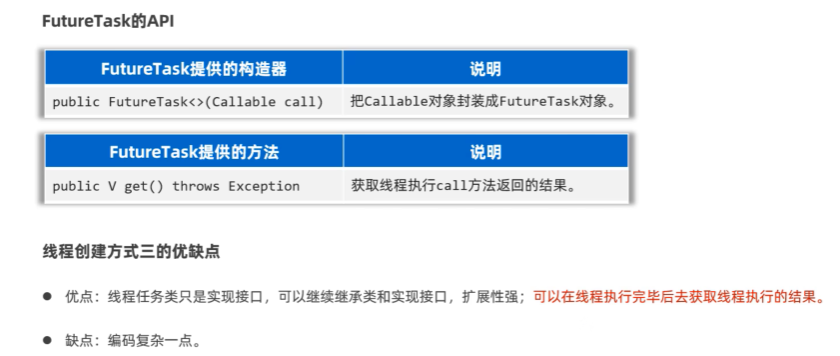 FutureTask的API
FutureTask提供的构造器 说明
public FutureTask<>(Callable call) 把Callable对象封装成FutureTask对象。
FutureTask提供的方法 说明
public V get() throws Exception 获取线程执行call方法返回的结果。
线程创建方式三的优缺点
● 优点：线程任务类只是实现接口，可以继续继承类和实现接口，扩展性强；可以在线程执行完毕后去获取线程执行的结果。
● 缺点：编码复杂一点。